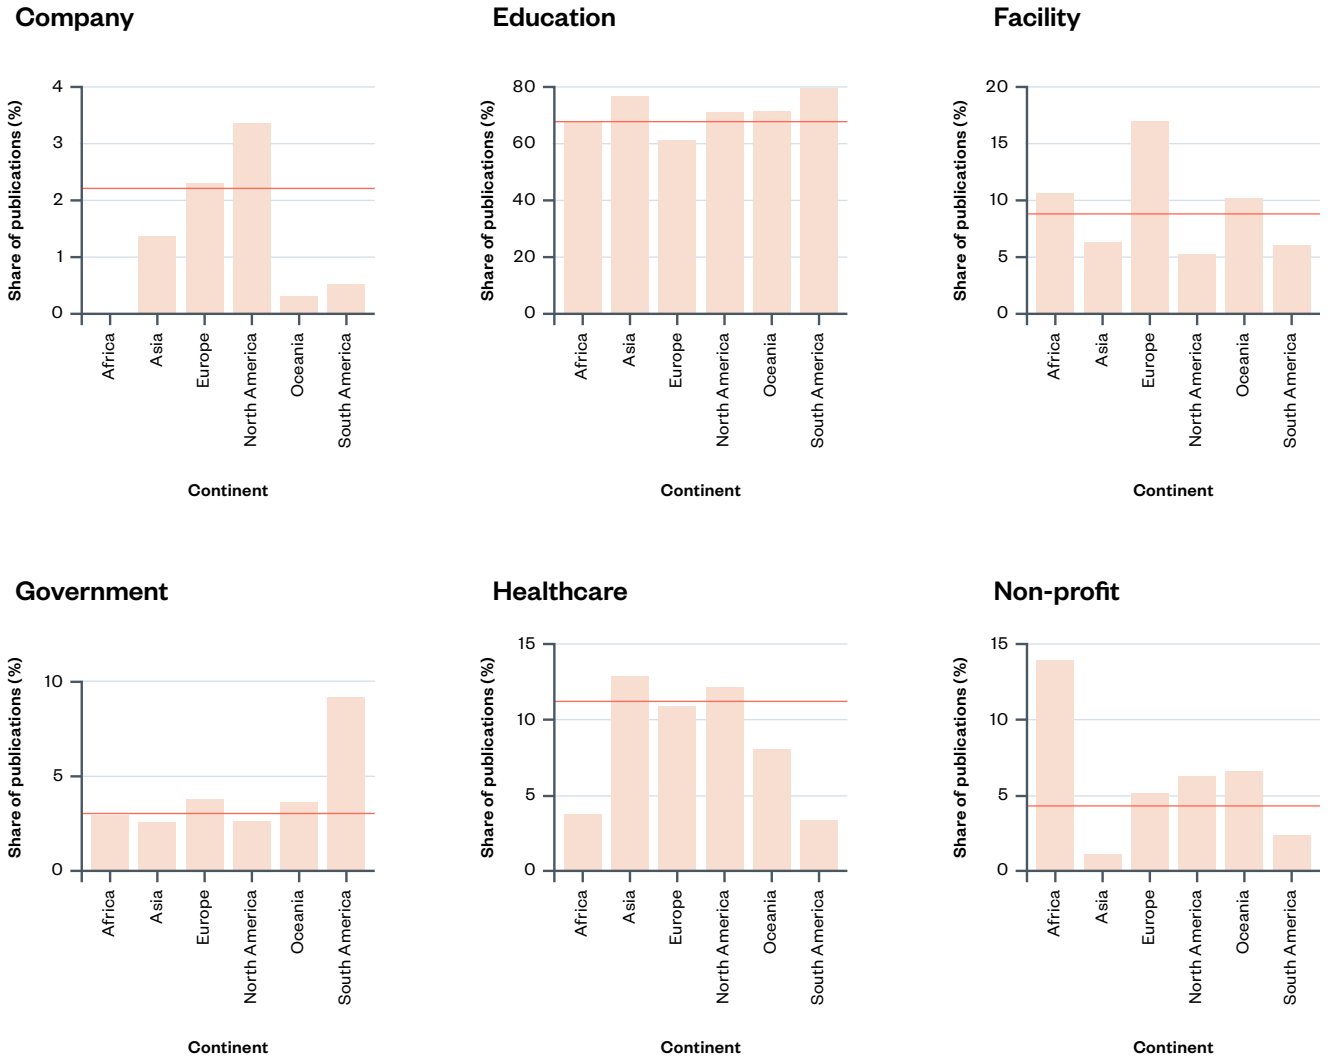 Company
Share of publications (%)
4
3
2
1
0
Africa
Asia
Europe
North America
Oceania
South America
Continent
Education
Share of publications (%)
80
60
40
20
0
Africa
Asia
Europe
North America
Oceania
South America
Continent
Facility
Share of publications (%)
20
15
10
5
0
Africa
Asia
Europe
North America
Oceania
South America
Continent
Government
Share of publications (%)
10
5
0
Africa
Asia
Europe
North America
Oceania
South America
Continent
Healthcare
Share of publications (%)
15
10
5
0
Africa
Asia
Europe
North America
Oceania
South America
Continent
Non-profit
Share of publications (%)
15
10
5
0
Africa
Asia
Europe
North America
Oceania
South America
Continent